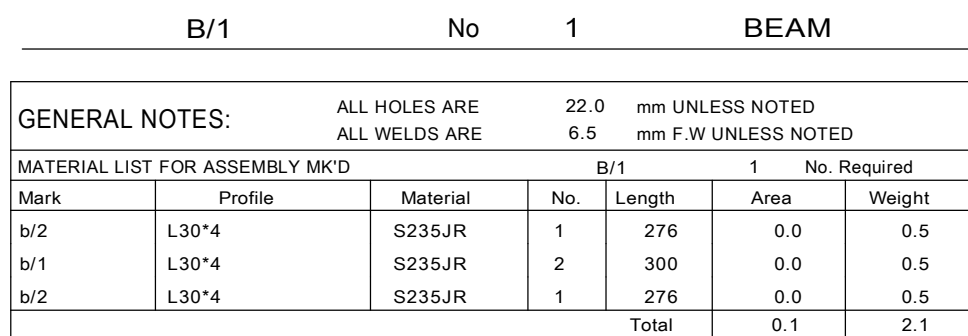 B/1 No 1 BEAM
GENERAL NOTES: ALL HOLES ARE 22.0 mm UNLESS NOTED
ALL WELDS ARE 6.5 mm F.W UNLESS NOTED
MATERIAL LIST FOR ASSEMBLY MK'D B/1 1 No. Required
Mark Profile Material No. Length Area Weight
b/2 L30*4 S235JR 1 276 0.0 0.5
b/1 L30*4 S235JR 2 300 0.0 0.5
b/2 L30*4 S235JR 1 276 0.0 0.5
Total 0.1 2.1